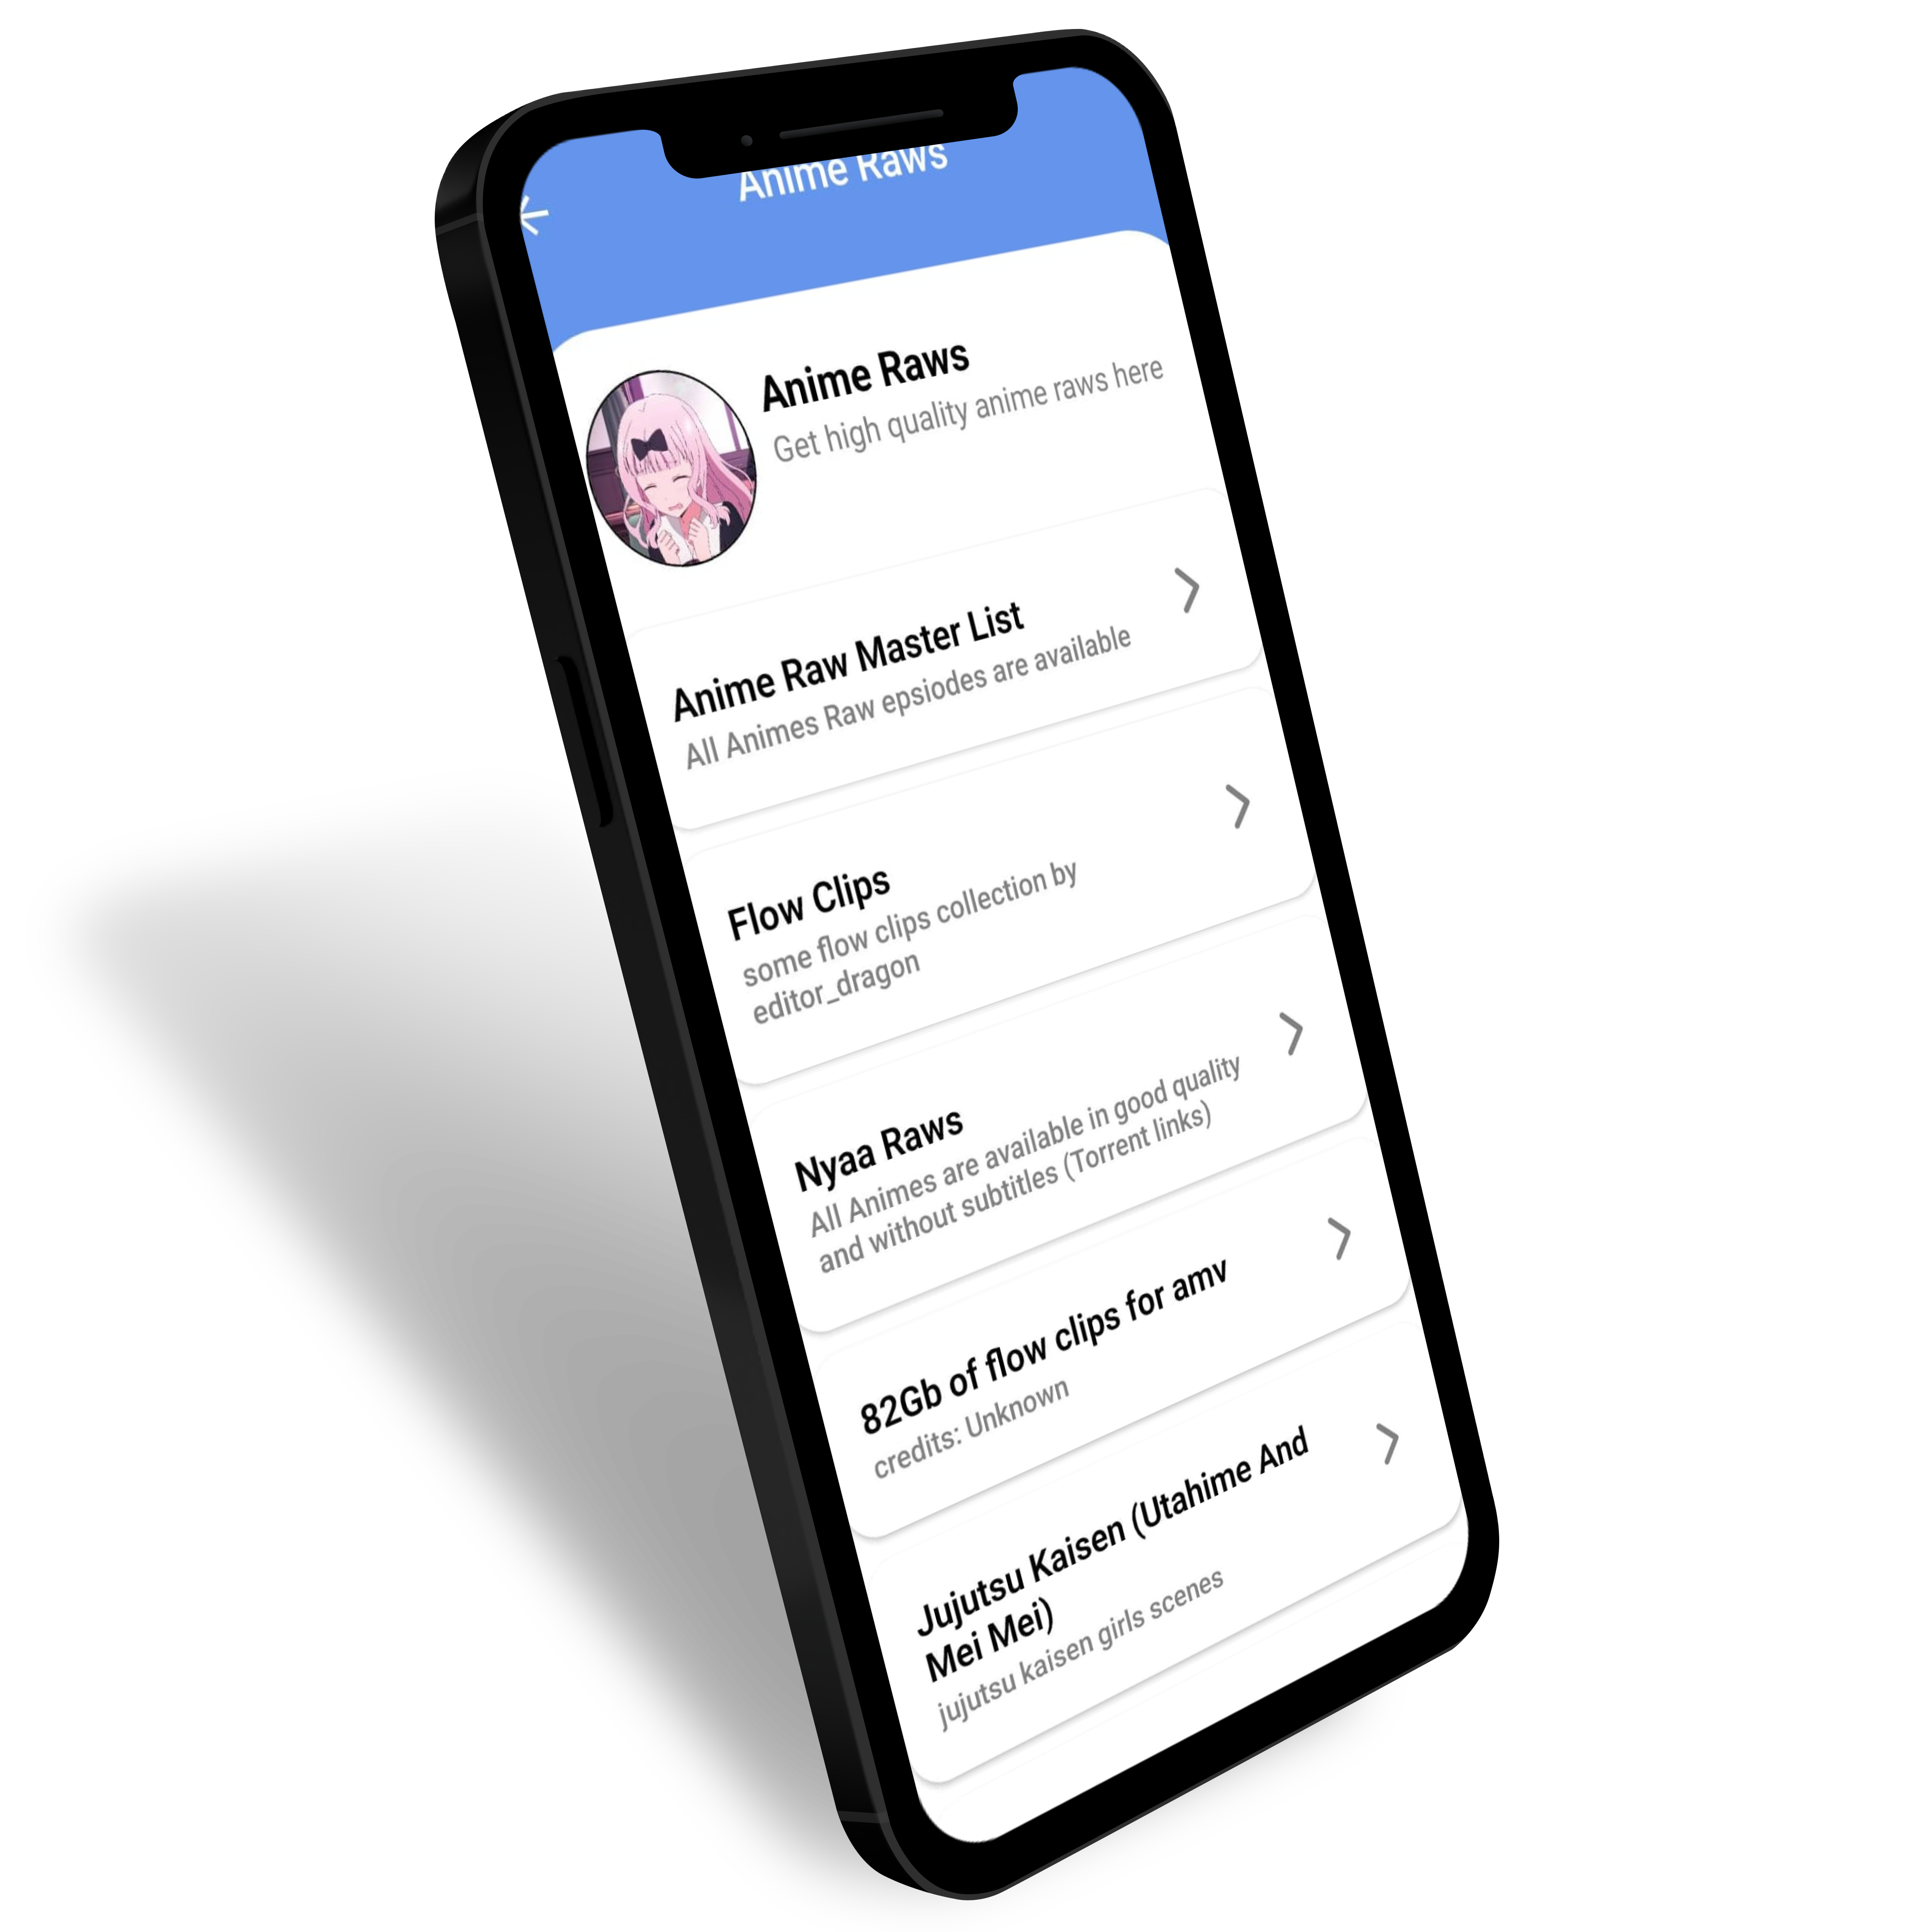 Anime Raws
Anime Raws
Get high quality anime raws here
Anime Raw Master List
All Animes Raw epsiodes are available
Flow Clips
some flow clips collection by
editor_dragon
Nyaa Raws
All Animes are available in good quality
and without subtitles (Torrent links)
82Gb of flow clips for amv
credits: Unknown
Jujutsu Kaisen (Utahime And
Mei Mei)
jujutsu kaisen girls scenes